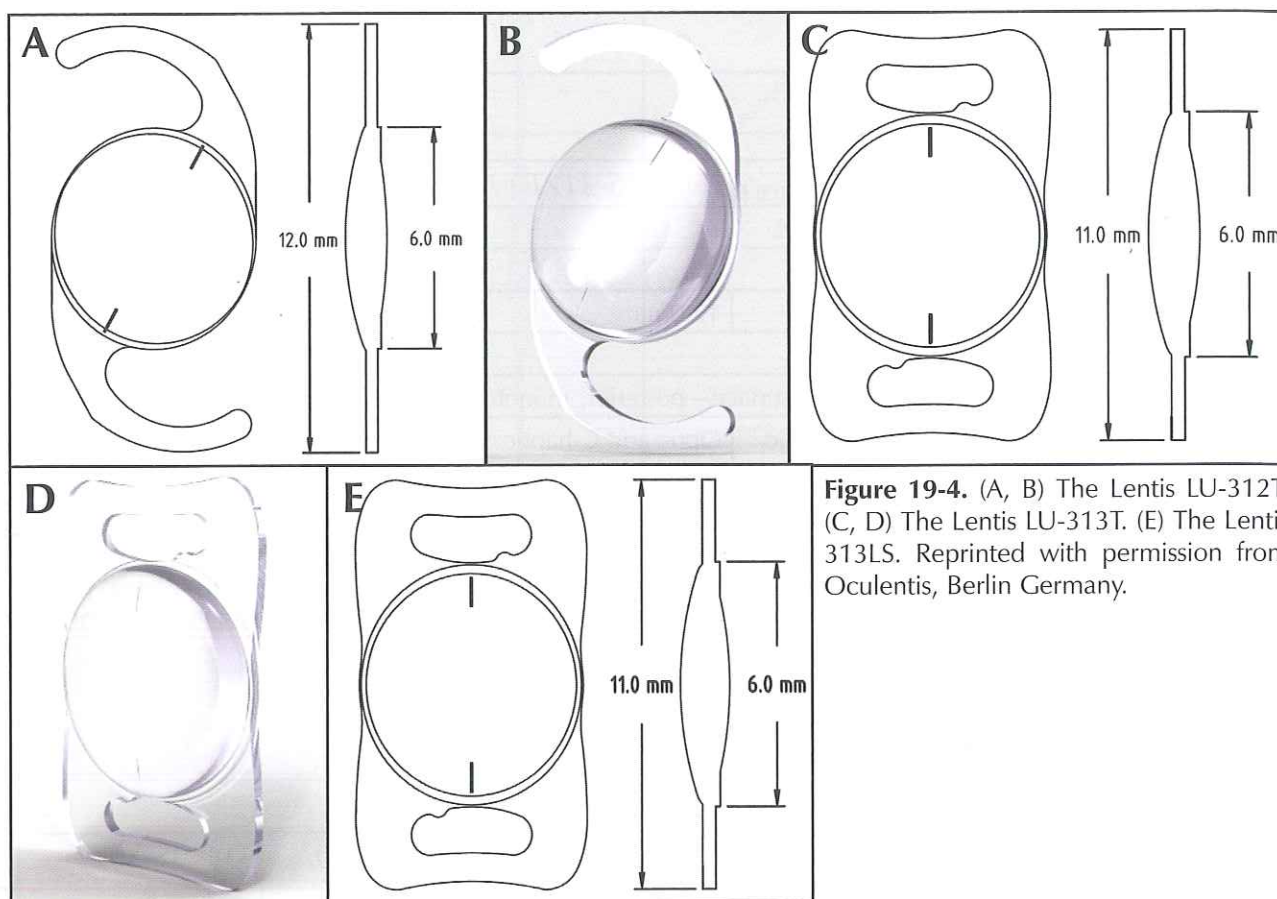 A
12.0 mm
6.0 mm
B
C
11.0 mm
6.0 mm
D
E
11.0 mm
6.0 mm
Figure 19-4. (A, B) The Lentis LU-312T
(C, D) The Lentis LU-313T. (E) The Lenti
313LS. Reprinted with permission from
Oculentis, Berlin Germany.